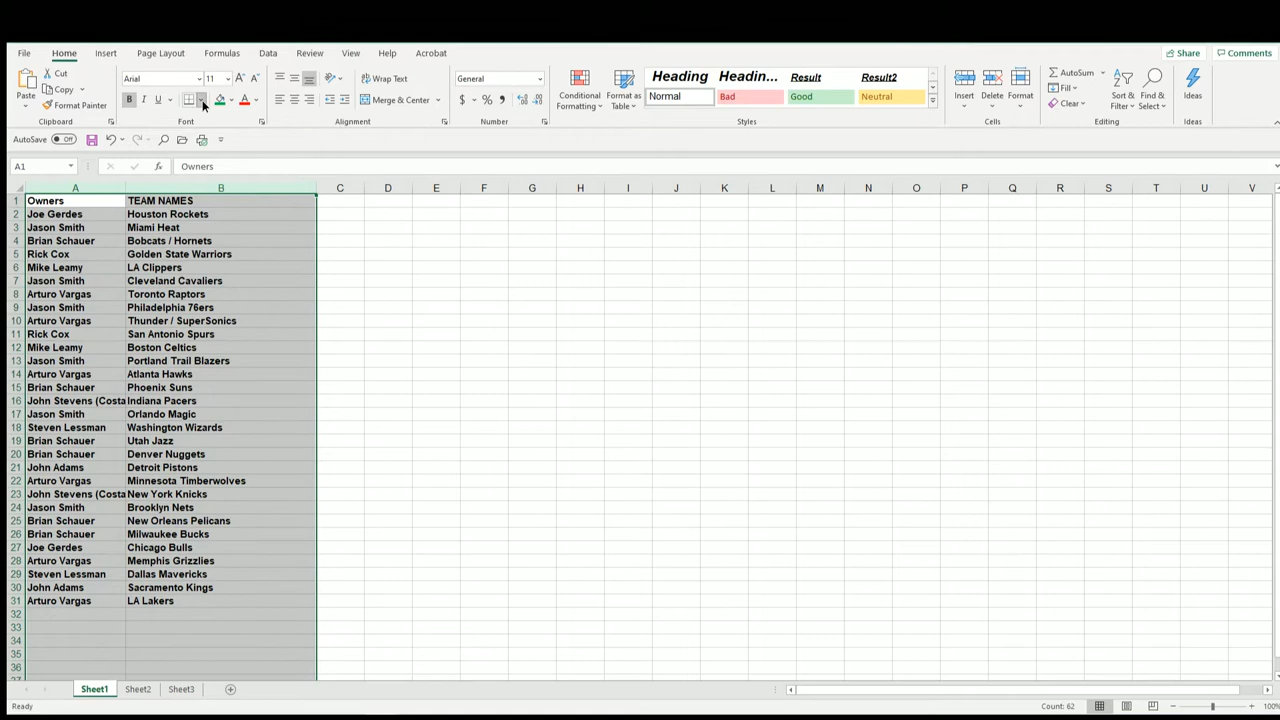 File Home Insert Page Layout Formulas Data Review View Help Acrobat Share Comments
Paste Cut Copy Format Painter Clipboard
Arial 11 A A B I U A Font
Wrap Text Merge & Center Alignment
General $ % Number
Conditional Formatting Format as Table Heading Headin... Result Result2 Normal Bad Good Neutral Styles
Insert Delete Format Cells
AutoSum Fill Clear Sort & Filter Find & Select Editing
Ideas Ideas
AutoSave Off
A1 fx Owners
A B C D E F G H I J K L M N O P Q R S T U V
1 Owners TEAM NAMES
2 Joe Gerdes Houston Rockets
3 Jason Smith Miami Heat
4 Brian Schauer Bobcats / Hornets
5 Rick Cox Golden State Warriors
6 Mike Leamy LA Clippers
7 Jason Smith Cleveland Cavaliers
8 Arturo Vargas Toronto Raptors
9 Jason Smith Philadelphia 76ers
10 Arturo Vargas Thunder / SuperSonics
11 Rick Cox San Antonio Spurs
12 Mike Leamy Boston Celtics
13 Jason Smith Portland Trail Blazers
14 Arturo Vargas Atlanta Hawks
15 Brian Schauer Phoenix Suns
16 John Stevens (Costa Indiana Pacers
17 Jason Smith Orlando Magic
18 Steven Lessman Washington Wizards
19 Brian Schauer Utah Jazz
20 Brian Schauer Denver Nuggets
21 John Adams Detroit Pistons
22 Arturo Vargas Minnesota Timberwolves
23 John Stevens (Costa New York Knicks
24 Jason Smith Brooklyn Nets
25 Brian Schauer New Orleans Pelicans
26 Brian Schauer Milwaukee Bucks
27 Joe Gerdes Chicago Bulls
28 Arturo Vargas Memphis Grizzlies
29 Steven Lessman Dallas Mavericks
30 John Adams Sacramento Kings
31 Arturo Vargas LA Lakers
32
33
34
35
36
Sheet1 Sheet2 Sheet3
Ready Count: 62 100%